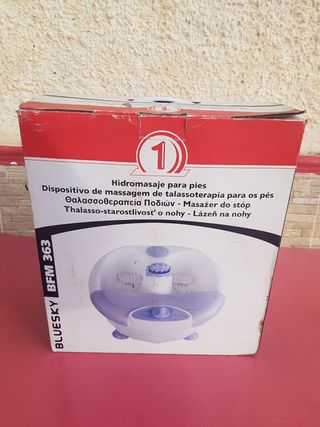 1
Hidromasaje para pies
Dispositivo de massagem de talassoterapia para os pés
Θαλασσοθεραπεία Ποδιών - Masażer do stóp
Thalasso-starostlivosť o nohy - Lázeň na nohy
BLUESKY BFM 363